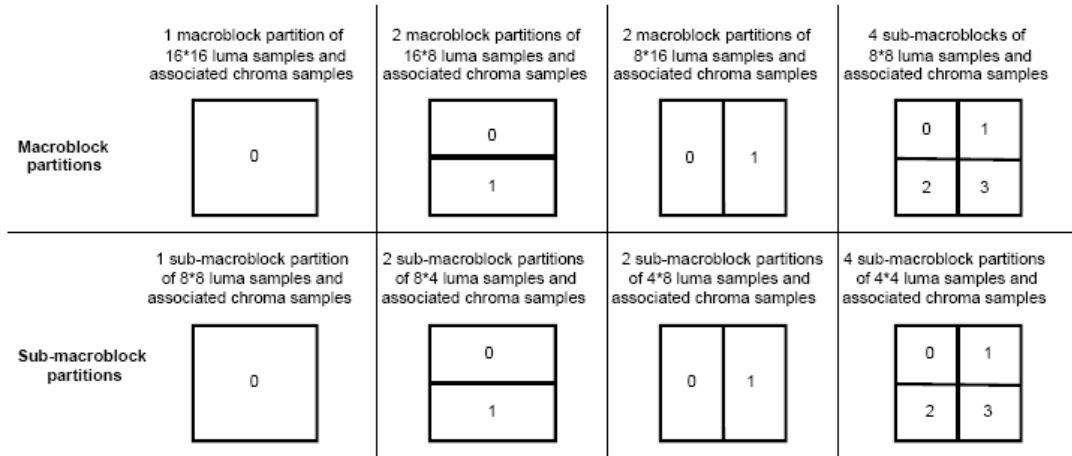 1 macroblock partition of
16*16 luma samples and
associated chroma samples
2 macroblock partitions of
16*8 luma samples and
associated chroma samples
2 macroblock partitions of
8*16 luma samples and
associated chroma samples
4 sub-macroblocks of
8*8 luma samples and
associated chroma samples
Macroblock
partitions
0
0
1
0 1
0 1
2 3
1 sub-macroblock partition
of 8*8 luma samples and
associated chroma samples
2 sub-macroblock partitions
of 8*4 luma samples and
associated chroma samples
2 sub-macroblock partitions
of 4*8 luma samples and
associated chroma samples
4 sub-macroblock partitions
of 4*4 luma samples and
associated chroma samples
Sub-macroblock
partitions
0
0
1
0 1
0 1
2 3